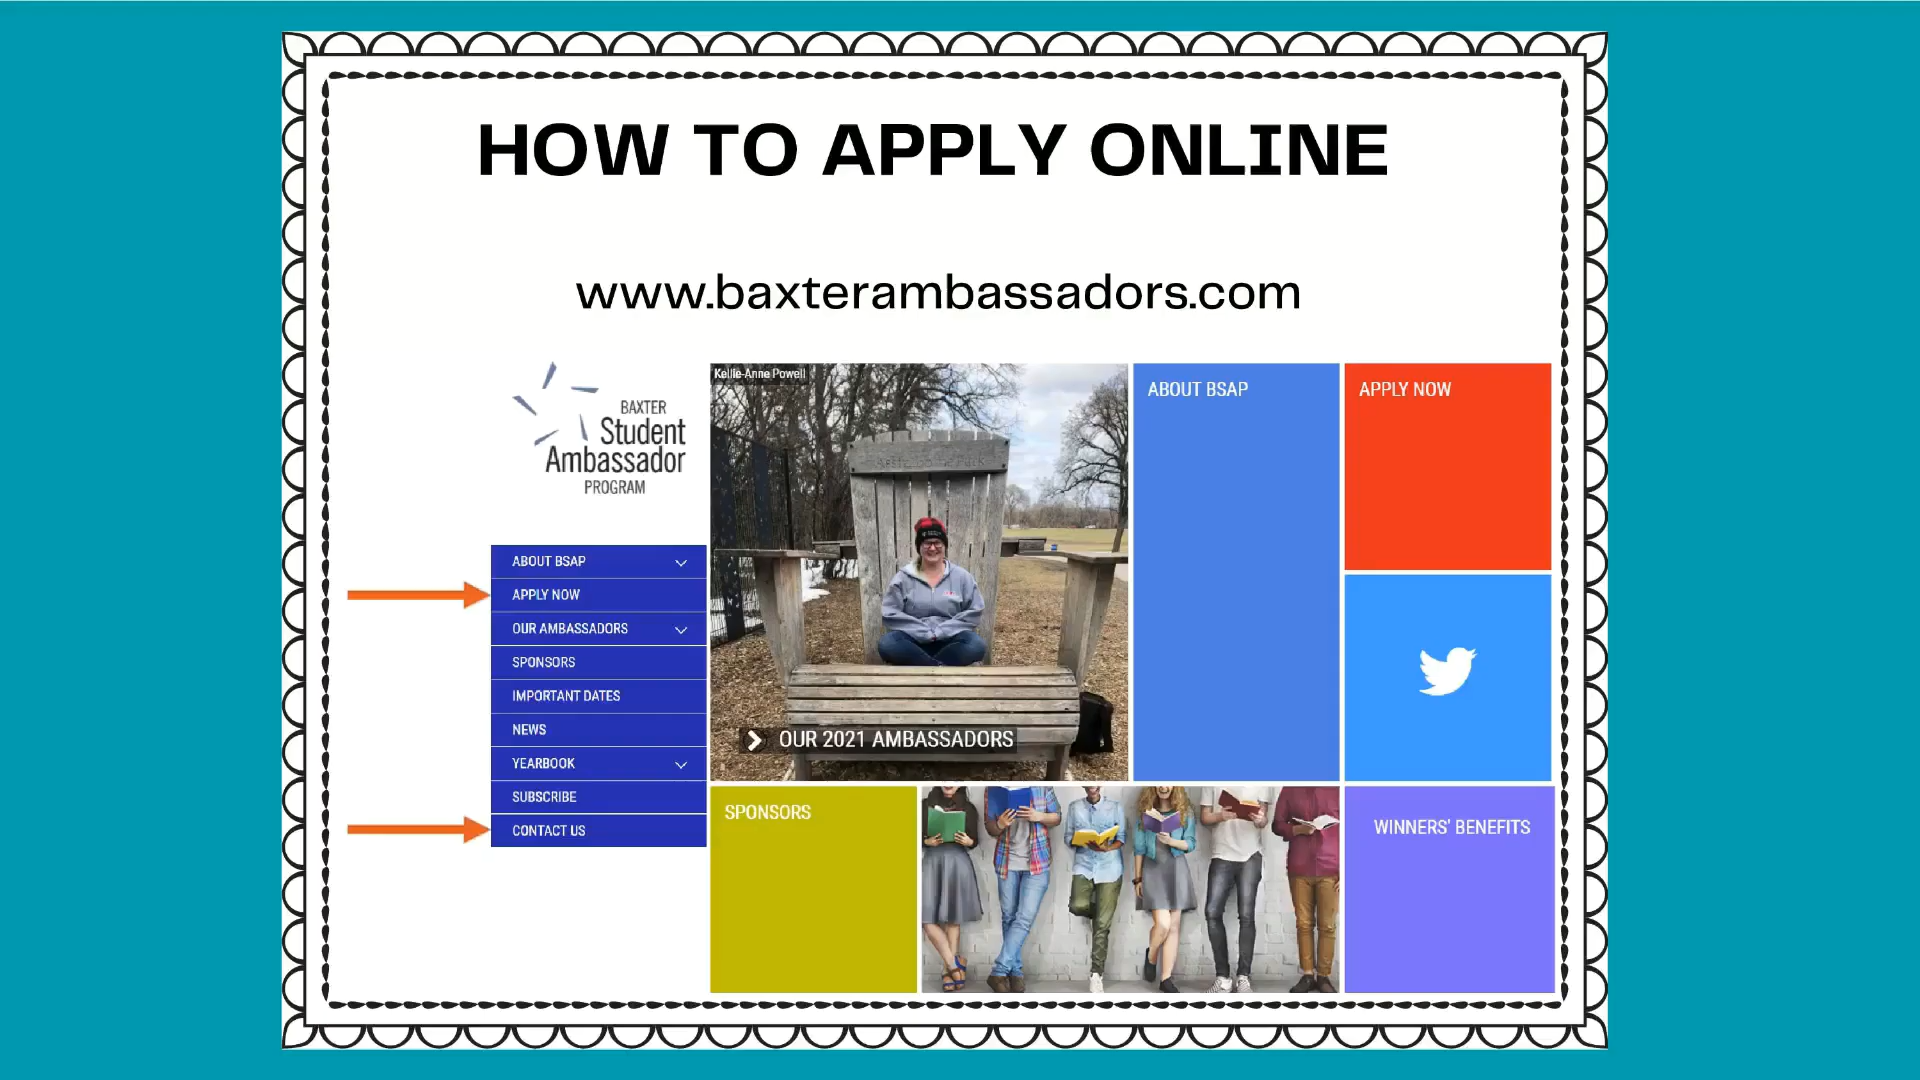 HOW TO APPLY ONLINE
www.baxterambassadors.com
BAXTER
Student
Ambassador
PROGRAM
ABOUT BSAP
APPLY NOW
OUR AMBASSADORS
SPONSORS
IMPORTANT DATES
NEWS
YEARBOOK
SUBSCRIBE
CONTACT US
Kellie-Anne Powell
OUR 2021 AMBASSADORS
ABOUT BSAP
APPLY NOW
SPONSORS
WINNERS' BENEFITS